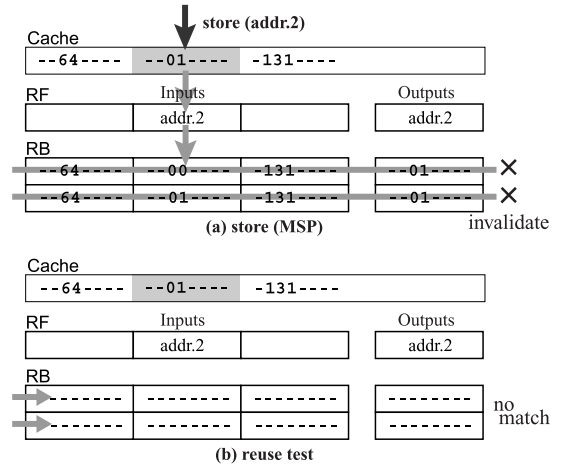 store (addr.2)
Cache
--64---- --01---- -131----
RF Inputs Outputs
addr.2 addr.2
RB
--64---- --00---- -131---- --01---- ×
--64---- --01---- -131---- --01---- ×
(a) store (MSP) invalidate
Cache
--64---- --01---- -131----
RF Inputs Outputs
addr.2 addr.2
RB
-------- -------- -------- -------- no
-------- -------- -------- -------- match
(b) reuse test